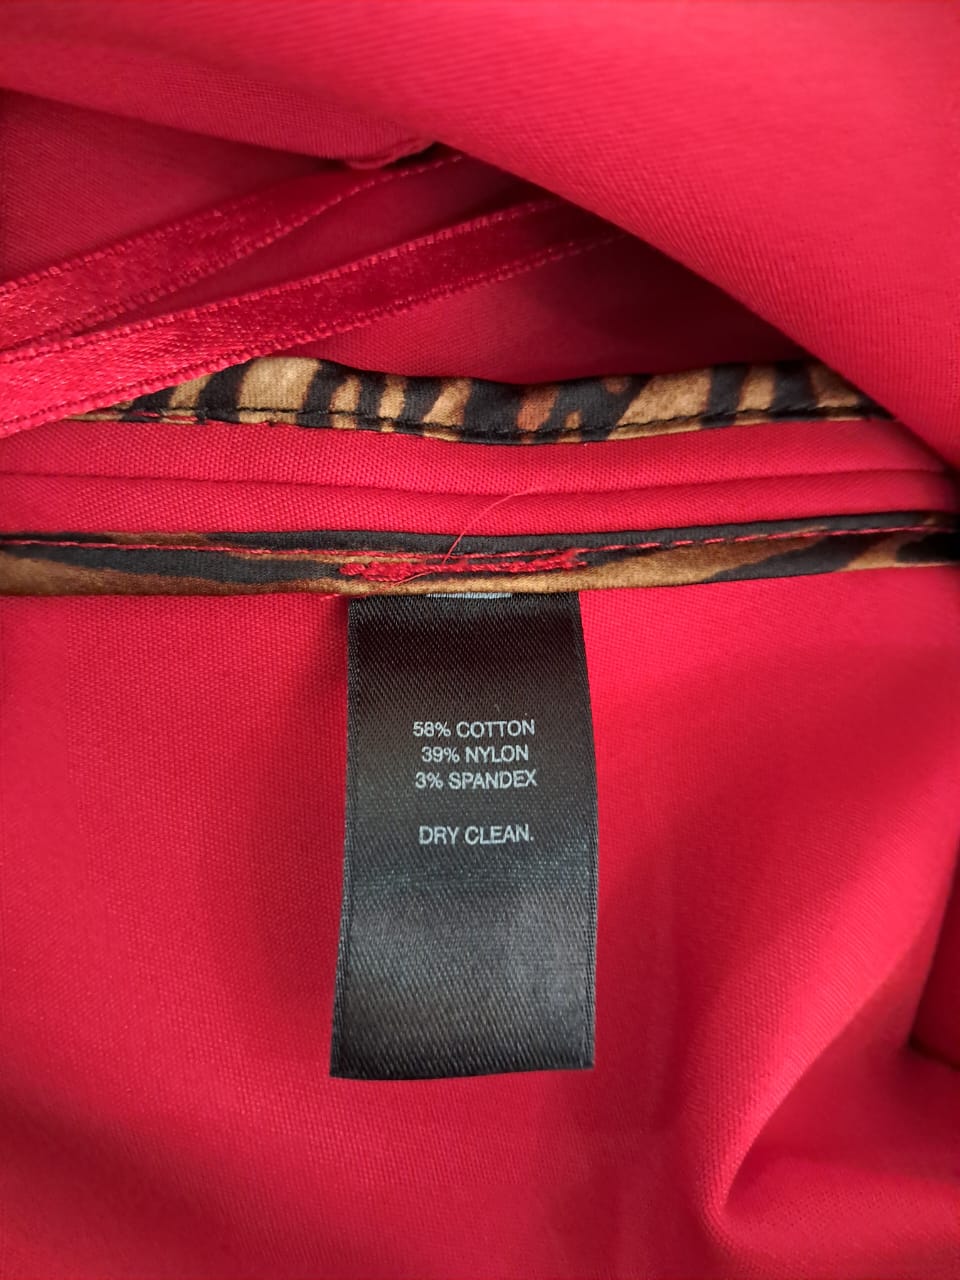 58% COTTON
39% NYLON
3% SPANDEX
DRY CLEAN.